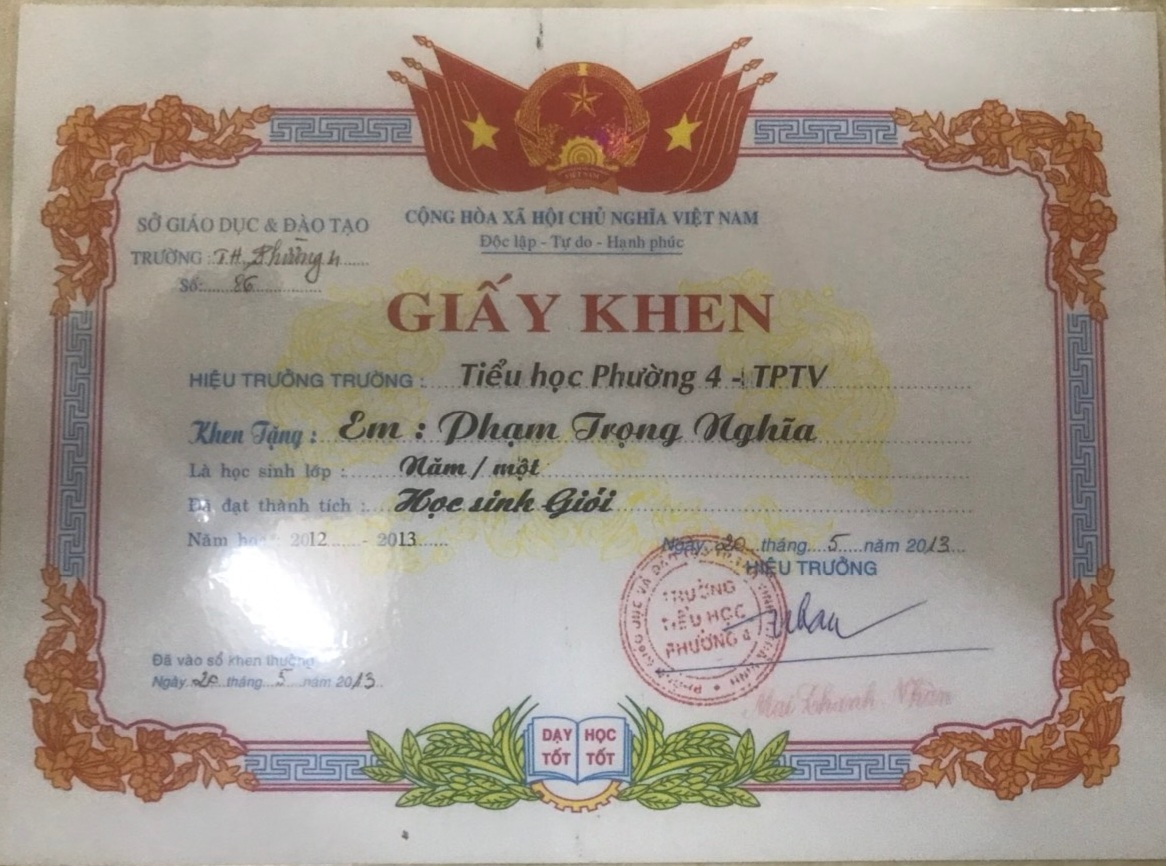 VIỆT NAM
SỞ GIÁO DỤC & ĐÀO TẠO
CỘNG HÒA XÃ HỘI CHỦ NGHĨA VIỆT NAM
Độc lập - Tự do - Hạnh phúc
TRƯỜNG : T.H. Phường 4
Số: 86
GIẤY KHEN
HIỆU TRƯỞNG TRƯỜNG : Tiểu học Phường 4 - TPTV
Khen Tặng : Em : Phạm Trọng Nghĩa
Là học sinh lớp : Năm / một
Đã đạt thành tích : Học sinh Giỏi
Năm học 2012 - 2013
Ngày 20 tháng 5 năm 2013
HIỆU TRƯỞNG
TRƯỜNG
TIỂU HỌC
PHƯỜNG 4
Mai Thanh Nhàn
Đã vào sổ khen thưởng
Ngày 20 tháng 5 năm 2013
DẠY TỐT
HỌC TỐT